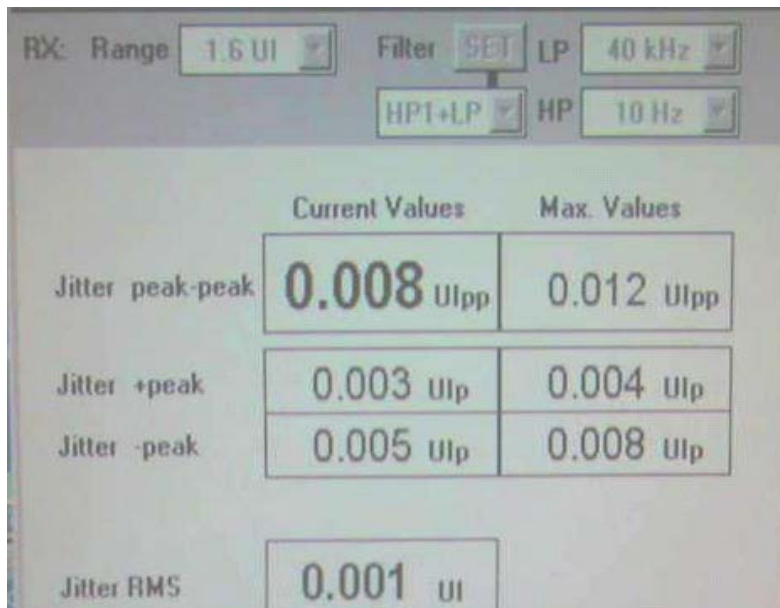 RX: Range 1.6 UI Filter SET LP 40 kHz
HP1+LP HP 10 Hz
Current Values Max. Values
Jitter peak-peak 0.008 UIpp 0.012 UIpp
Jitter +peak 0.003 UIp 0.004 UIp
Jitter -peak 0.005 UIp 0.008 UIp
Jitter RMS 0.001 UI